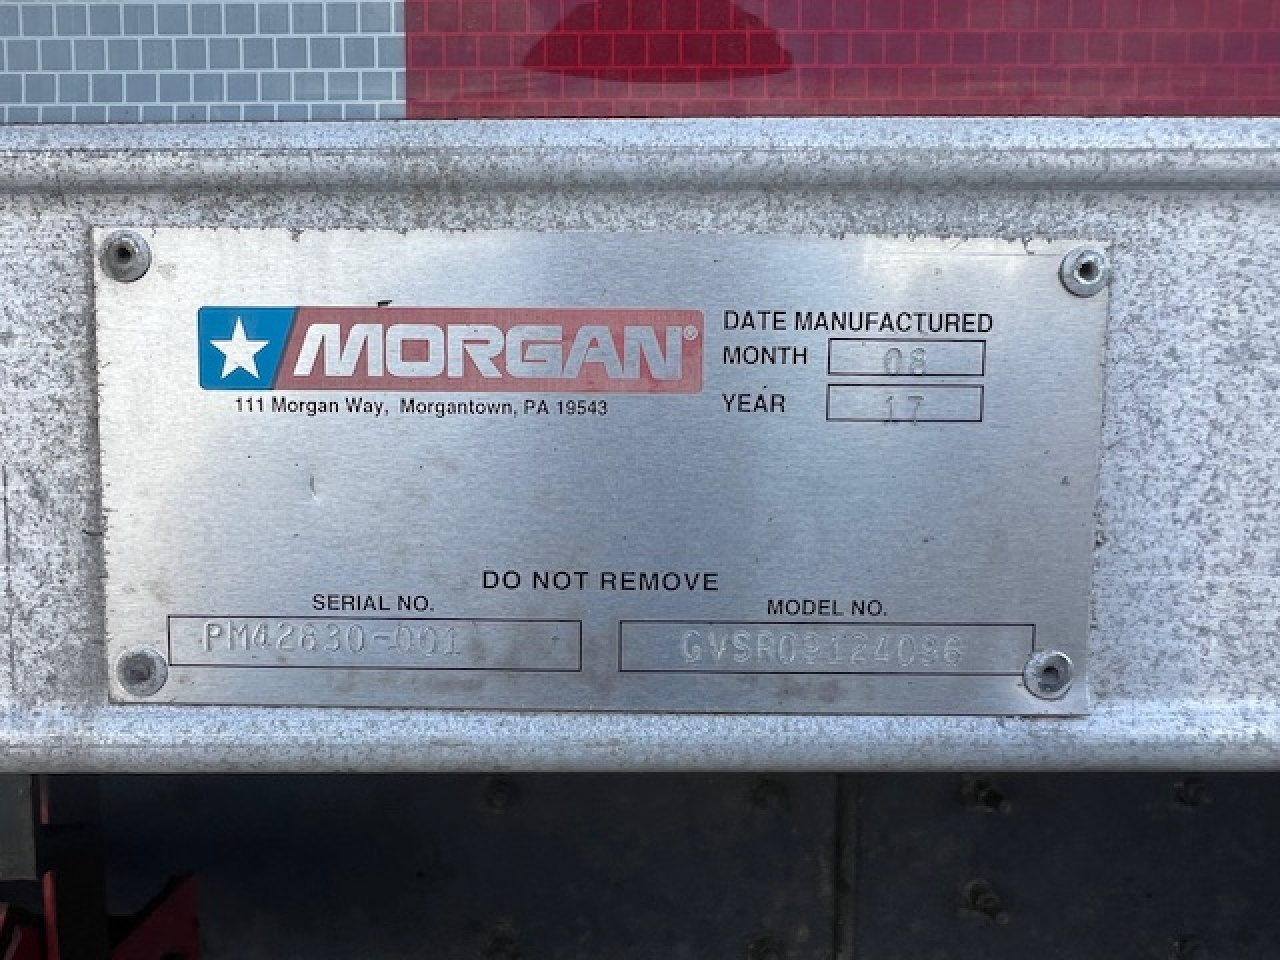 MORGAN®
111 Morgan Way, Morgantown, PA 19543
DATE MANUFACTURED
MONTH 08
YEAR 17
DO NOT REMOVE
SERIAL NO.
PM42830-001
MODEL NO.
GVSR09124096